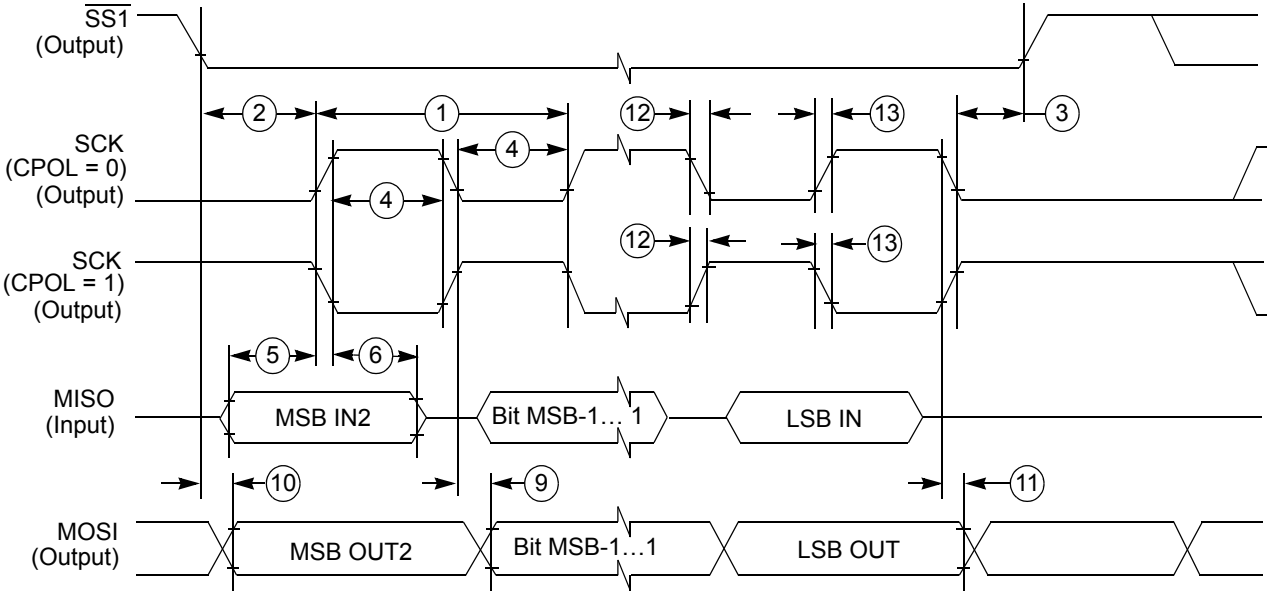 SS1
(Output)
2
1
12
13
3
SCK
(CPOL = 0)
(Output)
4
4
SCK
(CPOL = 1)
(Output)
12
13
5
6
MISO
(Input)
MSB IN2
Bit MSB-1… 1
LSB IN
10
9
11
MOSI
(Output)
MSB OUT2
Bit MSB-1…1
LSB OUT